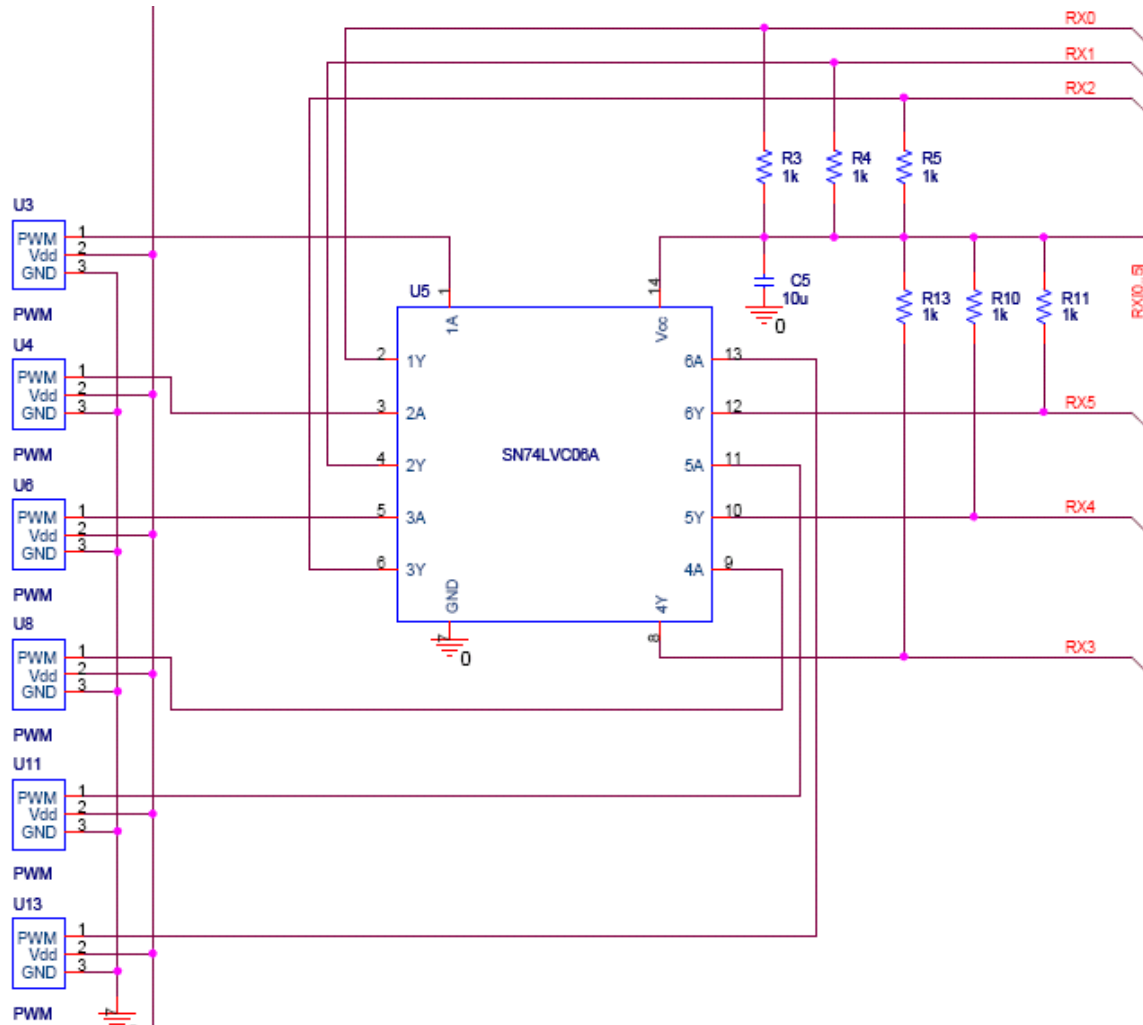 RX0
RX1
RX2
R3
1k
R4
1k
R5
1k
U3
PWM 1
Vdd 2
GND 3
PWM
U4
PWM 1
Vdd 2
GND 3
PWM
U6
PWM 1
Vdd 2
GND 3
PWM
U8
PWM 1
Vdd 2
GND 3
PWM
U11
PWM 1
Vdd 2
GND 3
PWM
U13
PWM 1
Vdd 2
GND 3
PWM
U5
SN74LVC06A
1 1A
2 1Y
3 2A
4 2Y
5 3A
6 3Y
7 GND
0
14 Vcc
6A 13
6Y 12
5A 11
5Y 10
4A 9
4Y 8
C5
10u
0
R13
1k
R10
1k
R11
1k
RX5
RX4
RX3